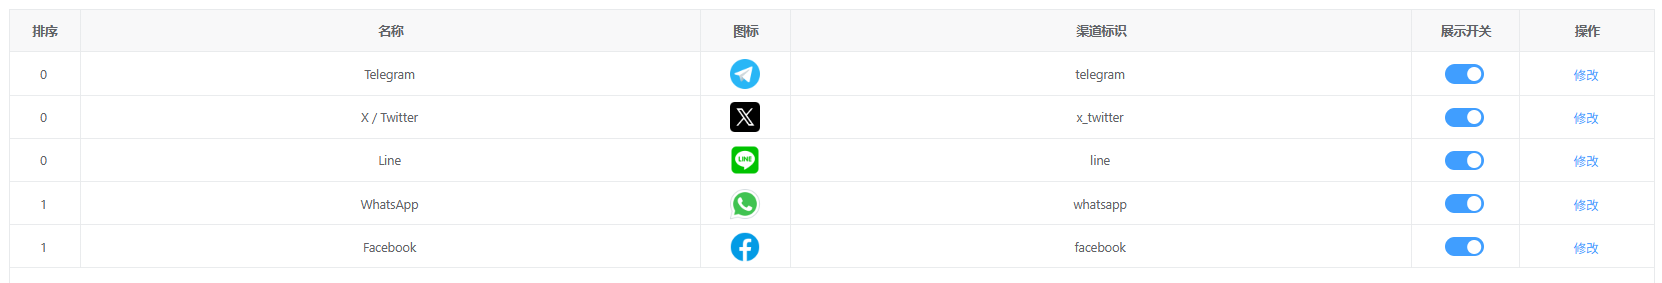 排序 名称 图标 渠道标识 展示开关 操作
0 Telegram telegram 修改
0 X / Twitter x_twitter 修改
0 Line LINE line 修改
1 WhatsApp whatsapp 修改
1 Facebook facebook 修改